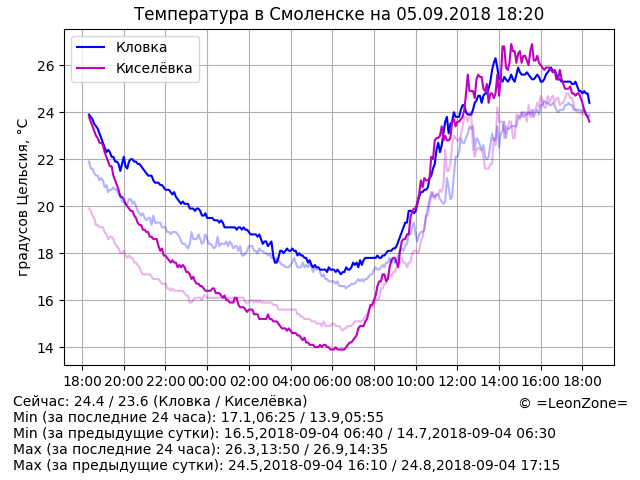 Температура в Смоленске на 05.09.2018 18:20
Кловка
Киселёвка
градусов Цельсия, °C
26
24
22
20
18
16
14
18:00 20:00 22:00 00:00 02:00 04:00 06:00 08:00 10:00 12:00 14:00 16:00 18:00
Сейчас: 24.4 / 23.6 (Кловка / Киселёвка)
© =LeonZone=
Min (за последние 24 часа): 17.1,06:25 / 13.9,05:55
Min (за предыдущие сутки): 16.5,2018-09-04 06:40 / 14.7,2018-09-04 06:30
Max (за последние 24 часа): 26.3,13:50 / 26.9,14:35
Max (за предыдущие сутки): 24.5,2018-09-04 16:10 / 24.8,2018-09-04 17:15